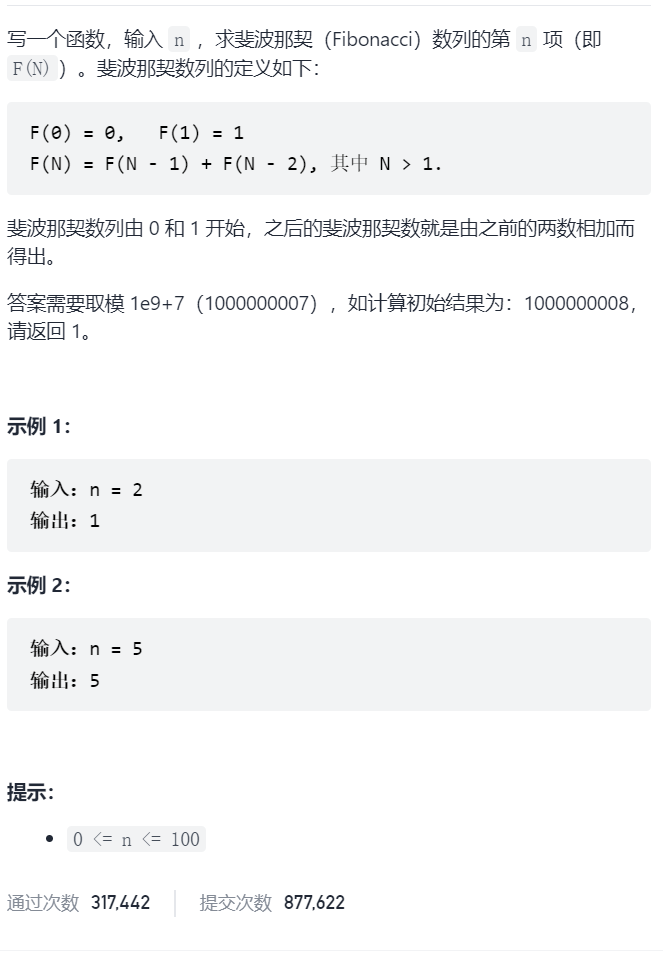 写一个函数，输入 n ，求斐波那契（Fibonacci）数列的第 n 项（即
F(N)）。斐波那契数列的定义如下：
F(0) = 0,   F(1) = 1
F(N) = F(N - 1) + F(N - 2), 其中 N > 1.
斐波那契数列由 0 和 1 开始，之后的斐波那契数就是由之前的两数相加而
得出。
答案需要取模 1e9+7（1000000007），如计算初始结果为：1000000008，
请返回 1。
示例 1：
输入：n = 2
输出：1
示例 2：
输入：n = 5
输出：5
提示：
• 0 <= n <= 100
通过次数 317,442 | 提交次数 877,622